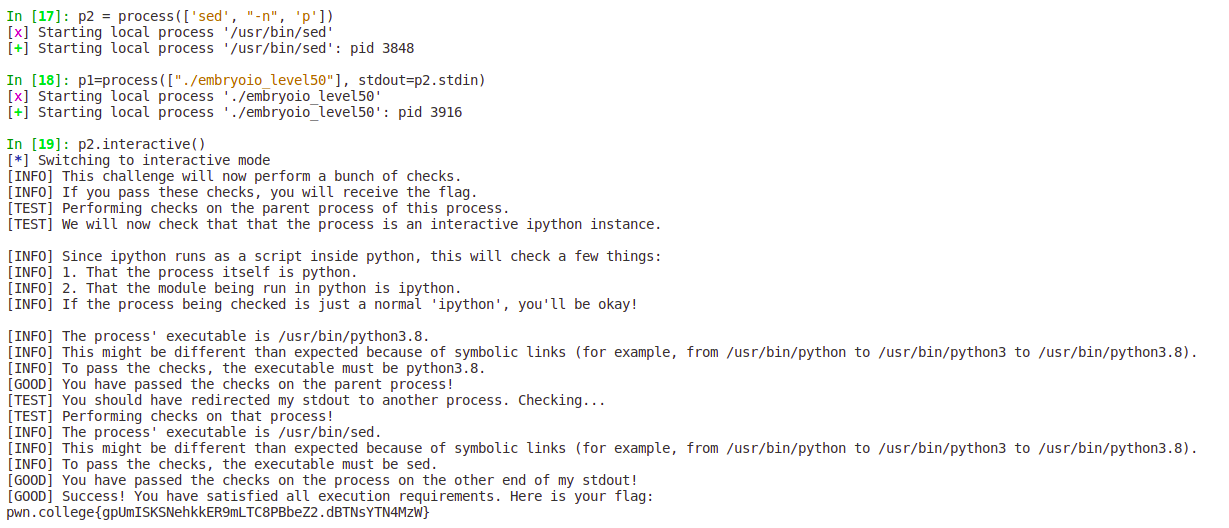 In [17]: p2 = process(['sed', "-n", 'p'])
[x] Starting local process '/usr/bin/sed'
[+] Starting local process '/usr/bin/sed': pid 3848
In [18]: p1=process(["./embryoio_level50"], stdout=p2.stdin)
[x] Starting local process './embryoio_level50'
[+] Starting local process './embryoio_level50': pid 3916
In [19]: p2.interactive()
[*] Switching to interactive mode
[INFO] This challenge will now perform a bunch of checks.
[INFO] If you pass these checks, you will receive the flag.
[TEST] Performing checks on the parent process of this process.
[TEST] We will now check that that the process is an interactive ipython instance.
[INFO] Since ipython runs as a script inside python, this will check a few things:
[INFO] 1. That the process itself is python.
[INFO] 2. That the module being run in python is ipython.
[INFO] If the process being checked is just a normal 'ipython', you'll be okay!
[INFO] The process' executable is /usr/bin/python3.8.
[INFO] This might be different than expected because of symbolic links (for example, from /usr/bin/python to /usr/bin/python3 to /usr/bin/python3.8).
[INFO] To pass the checks, the executable must be python3.8.
[GOOD] You have passed the checks on the parent process!
[TEST] You should have redirected my stdout to another process. Checking...
[TEST] Performing checks on that process!
[INFO] The process' executable is /usr/bin/sed.
[INFO] This might be different than expected because of symbolic links (for example, from /usr/bin/python to /usr/bin/python3 to /usr/bin/python3.8).
[INFO] To pass the checks, the executable must be sed.
[GOOD] You have passed the checks on the process on the other end of my stdout!
[GOOD] Success! You have satisfied all execution requirements. Here is your flag:
pwn.college{gpUmISKSNehkkER9mLTC8PBbeZ2.dBTNsYTN4MzW}